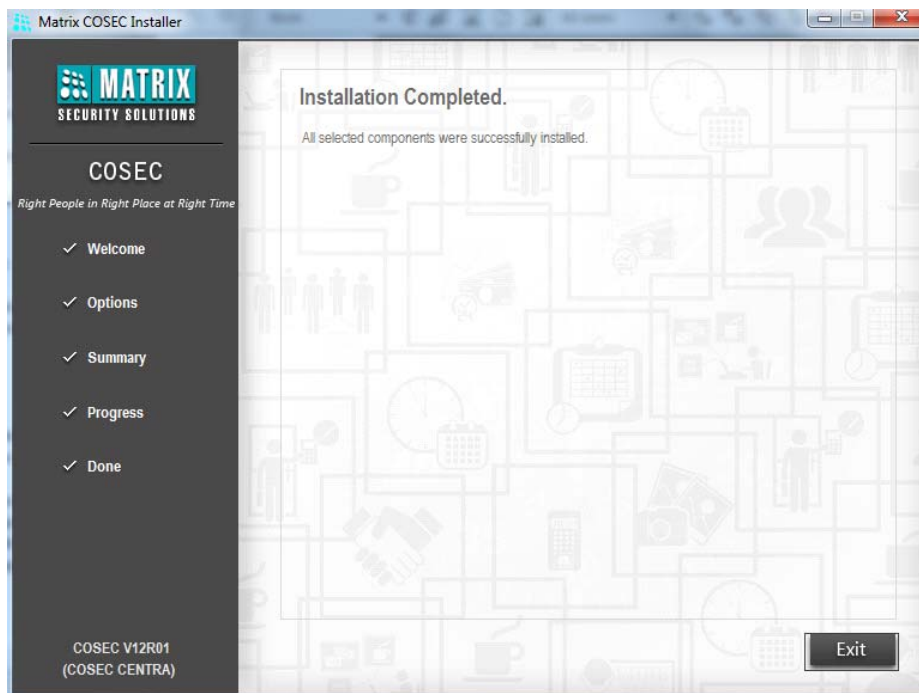 Matrix COSEC Installer
MATRIX
SECURITY SOLUTIONS
COSEC
Right People in Right Place at Right Time
Welcome
Options
Summary
Progress
Done
COSEC V12R01
(COSEC CENTRA)
Installation Completed.
All selected components were successfully installed.
Exit